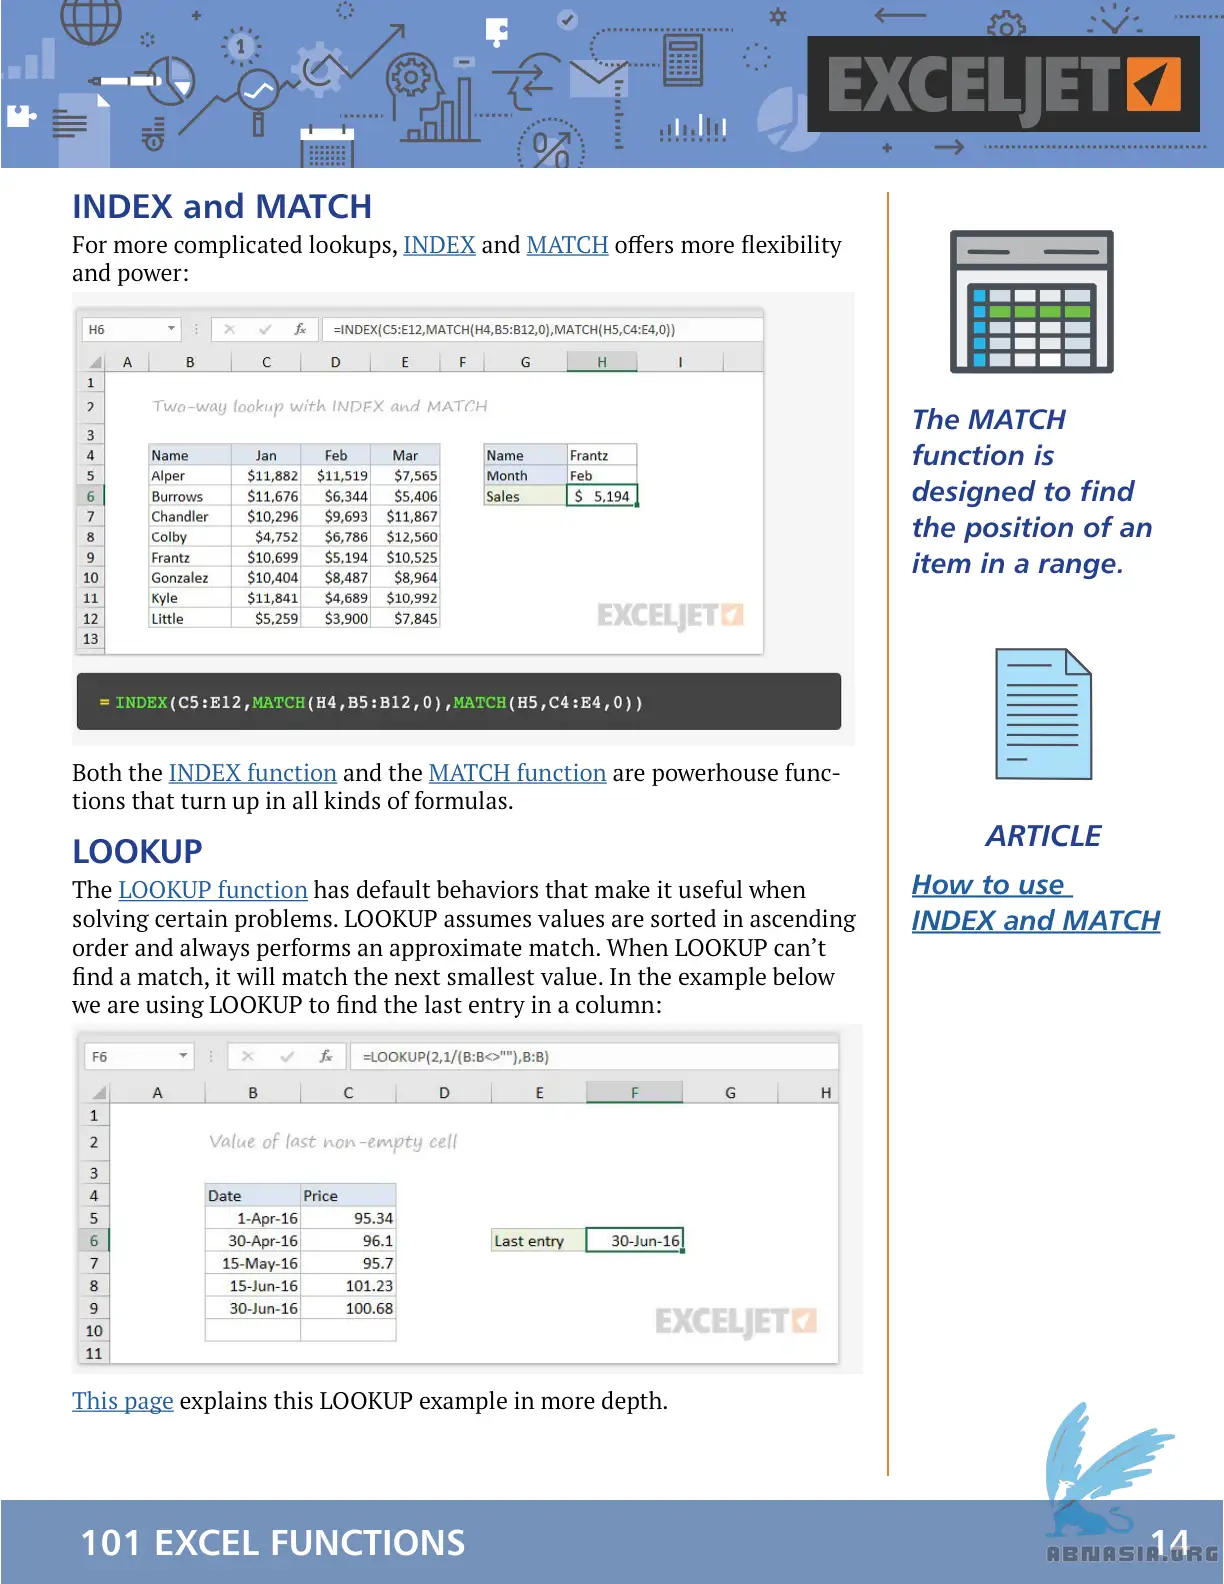 EXCELJET
INDEX and MATCH
For more complicated lookups, INDEX and MATCH offers more flexibility
and power:
H6 fx =INDEX(C5:E12,MATCH(H4,B5:B12,0),MATCH(H5,C4:E4,0))
A B C D E F G H I
1
2 Two-way lookup with INDEX and MATCH
3
4 Name Jan Feb Mar Name Frantz
5 Alper $11,882 $11,519 $7,565 Month Feb
6 Burrows $11,676 $6,344 $5,406 Sales $ 5,194
7 Chandler $10,296 $9,693 $11,867
8 Colby $4,752 $6,786 $12,560
9 Frantz $10,699 $5,194 $10,525
10 Gonzalez $10,404 $8,487 $8,964
11 Kyle $11,841 $4,689 $10,992
12 Little $5,259 $3,900 $7,845
13
EXCELJET
= INDEX(C5:E12,MATCH(H4,B5:B12,0),MATCH(H5,C4:E4,0))
Both the INDEX function and the MATCH function are powerhouse func-
tions that turn up in all kinds of formulas.
LOOKUP
The LOOKUP function has default behaviors that make it useful when
solving certain problems. LOOKUP assumes values are sorted in ascending
order and always performs an approximate match. When LOOKUP can’t
find a match, it will match the next smallest value. In the example below
we are using LOOKUP to find the last entry in a column:
F6 fx =LOOKUP(2,1/(B:B<>""),B:B)
A B C D E F G H
1
2 Value of last non-empty cell
3
4 Date Price
5 1-Apr-16 95.34
6 30-Apr-16 96.1 Last entry 30-Jun-16
7 15-May-16 95.7
8 15-Jun-16 101.23
9 30-Jun-16 100.68
10
11
EXCELJET
This page explains this LOOKUP example in more depth.
The MATCH
function is
designed to find
the position of an
item in a range.
ARTICLE
How to use
INDEX and MATCH
101 EXCEL FUNCTIONS
14
ABNASIA.ORG